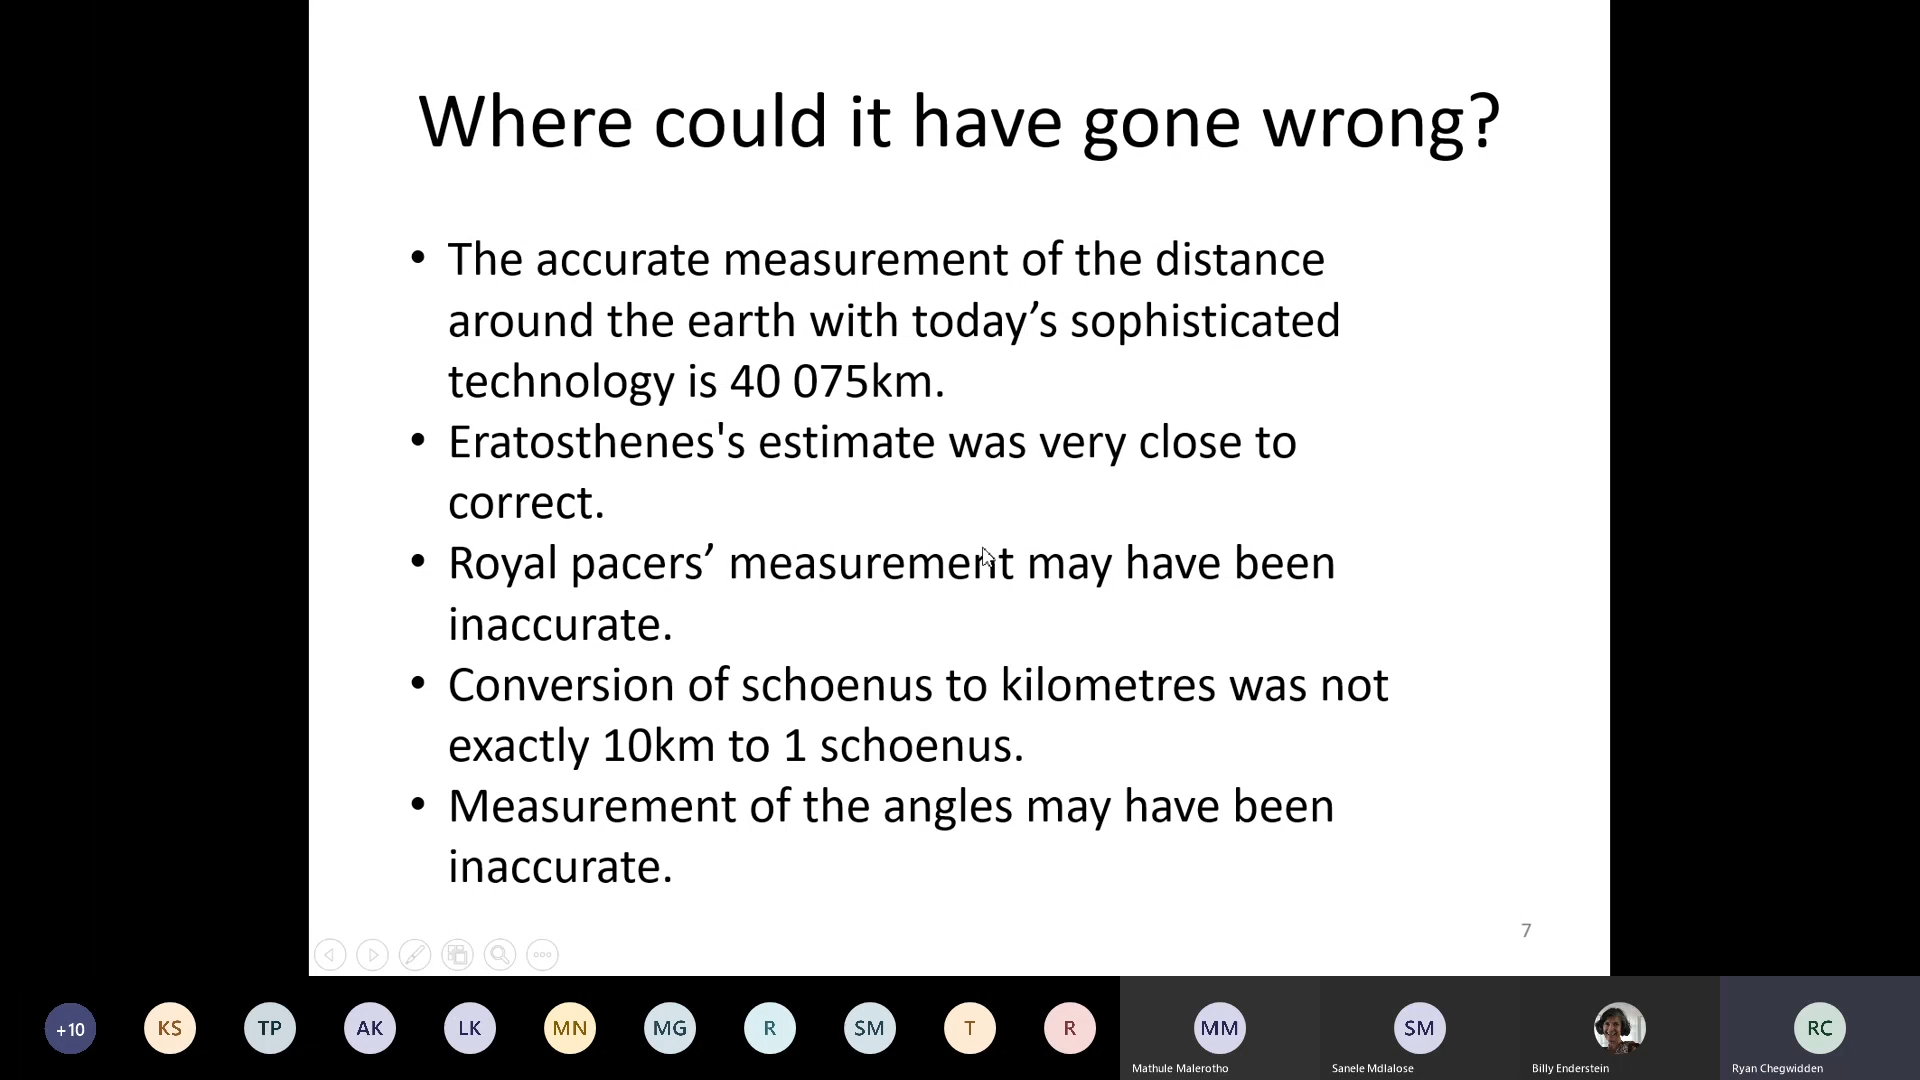 Where could it have gone wrong?
• The accurate measurement of the distance
around the earth with today’s sophisticated
technology is 40 075km.
• Eratosthenes's estimate was very close to
correct.
• Royal pacers’ measurement may have been
inaccurate.
• Conversion of schoenus to kilometres was not
exactly 10km to 1 schoenus.
• Measurement of the angles may have been
inaccurate.
7
+10 KS TP AK LK MN MG R SM T R MM SM RC
Mathule Malerotho Sanele Mdlalose Billy Enderstein Ryan Chegwidden